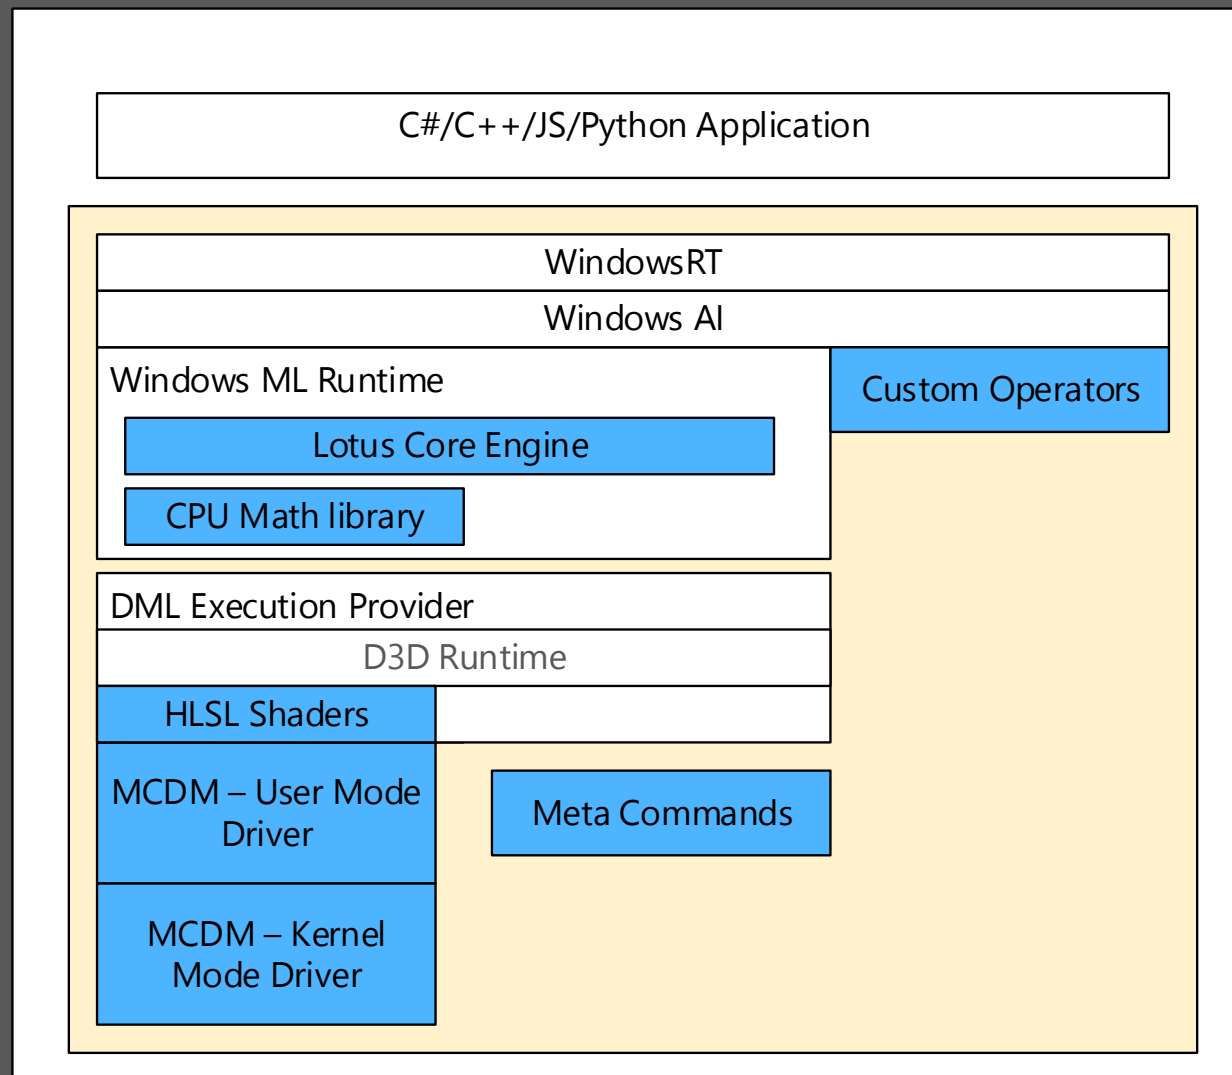 C#/C++/JS/Python Application
WindowsRT
Windows AI
Windows ML Runtime
Custom Operators
Lotus Core Engine
CPU Math library
DML Execution Provider
D3D Runtime
HLSL Shaders
MCDM – User Mode
Driver
Meta Commands
MCDM – Kernel
Mode Driver